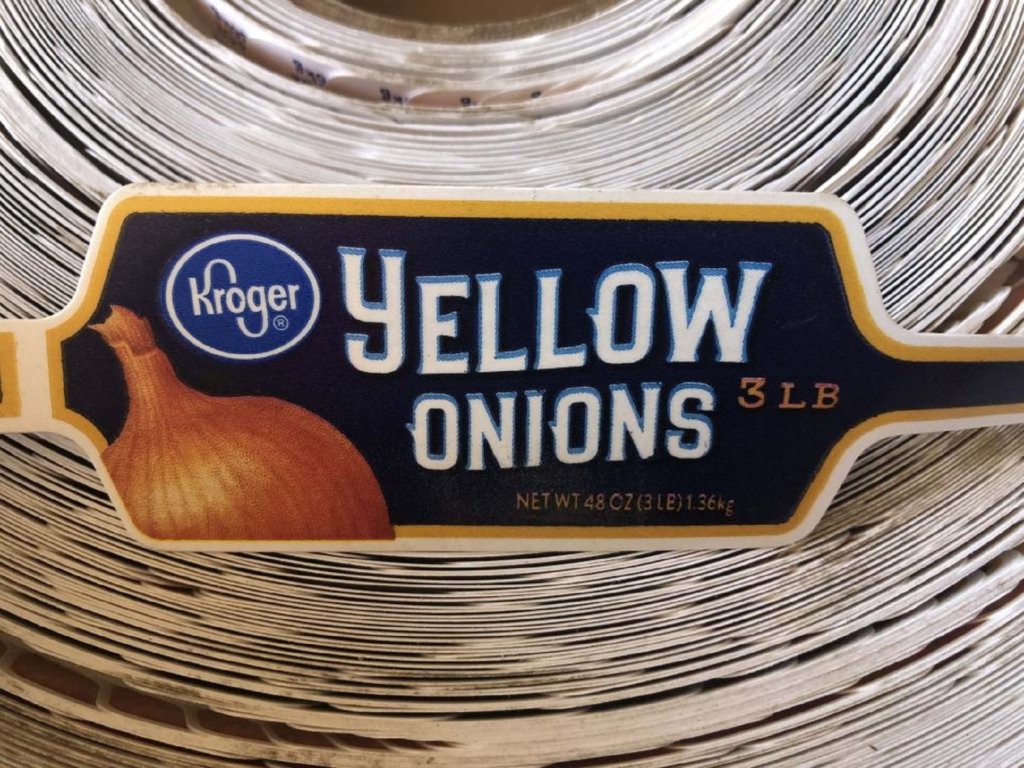 Kroger®
YELLOW
ONIONS
3 LB
NET WT 48 OZ (3 LB) 1.36kg